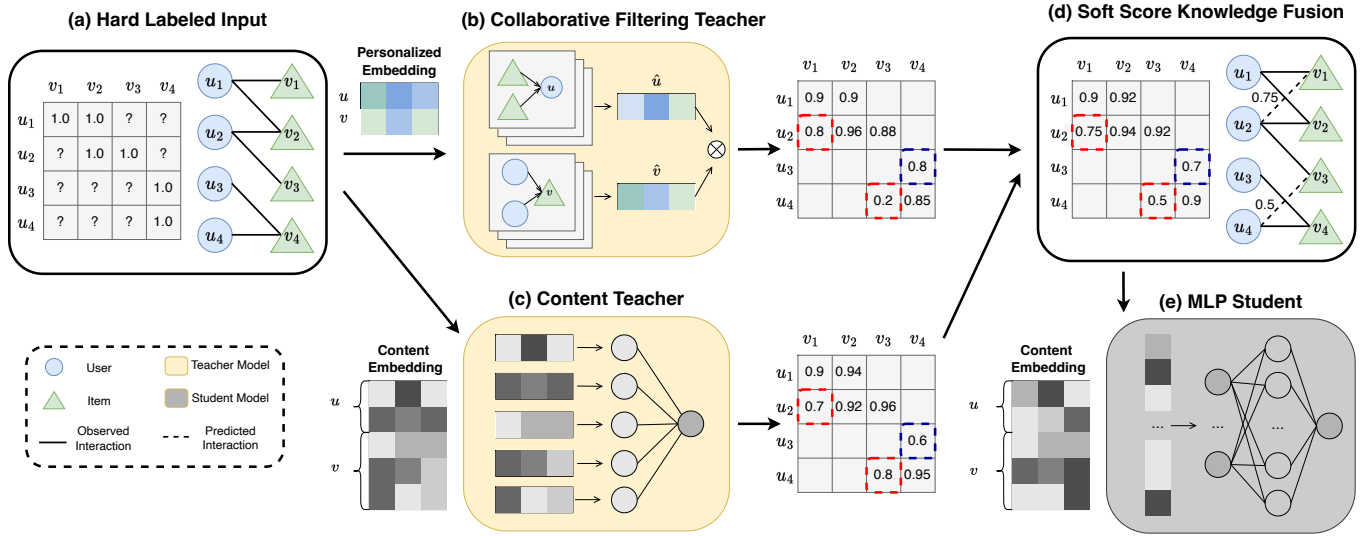 (a) Hard Labeled Input
v1 v2 v3 v4
u1 1.0 1.0 ? ?
u2 ? 1.0 1.0 ?
u3 ? ? ? 1.0
u4 ? ? ? 1.0
u1 v1
u2 v2
u3 v3
u4 v4
Personalized
Embedding
u
v
(b) Collaborative Filtering Teacher
u
û
v
v̂
⊗
v1 v2 v3 v4
u1 0.9 0.9
u2 0.8 0.96 0.88
u3 0.8
u4 0.2 0.85
(d) Soft Score Knowledge Fusion
v1 v2 v3 v4
u1 0.9 0.92
u2 0.75 0.94 0.92
u3 0.7
u4 0.5 0.9
u1 v1
0.75
u2 v2
u3 v3
0.5
u4 v4
User
Teacher Model
Item
Student Model
Observed
Interaction
Predicted
Interaction
Content
Embedding
u
v
(c) Content Teacher
v1 v2 v3 v4
u1 0.9 0.94
u2 0.7 0.92 0.96
u3 0.6
u4 0.8 0.95
Content
Embedding
u
v
(e) MLP Student
... ... ...